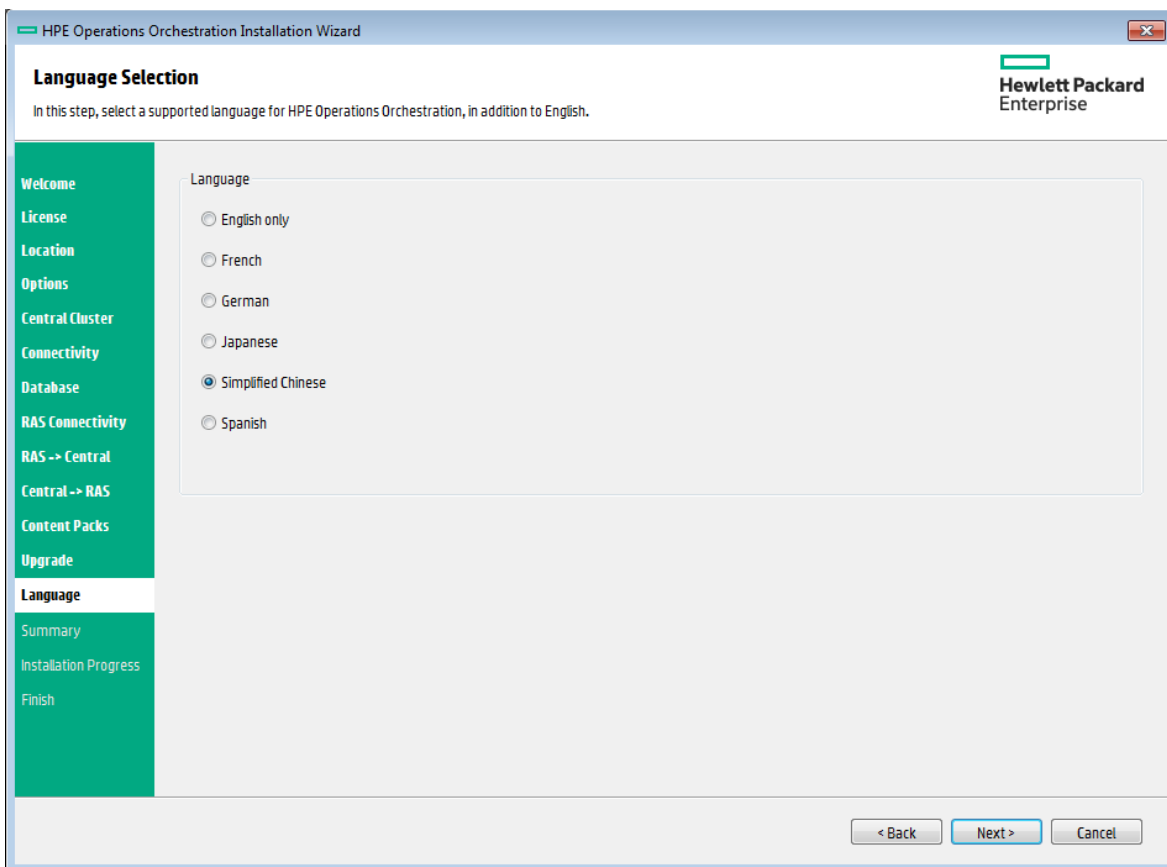 HPE Operations Orchestration Installation Wizard
Language Selection
In this step, select a supported language for HPE Operations Orchestration, in addition to English.
Hewlett Packard
Enterprise
Welcome
License
Location
Options
Central Cluster
Connectivity
Database
RAS Connectivity
RAS -> Central
Central -> RAS
Content Packs
Upgrade
Language
Summary
Installation Progress
Finish
Language
English only
French
German
Japanese
Simplified Chinese
Spanish
< Back
Next >
Cancel